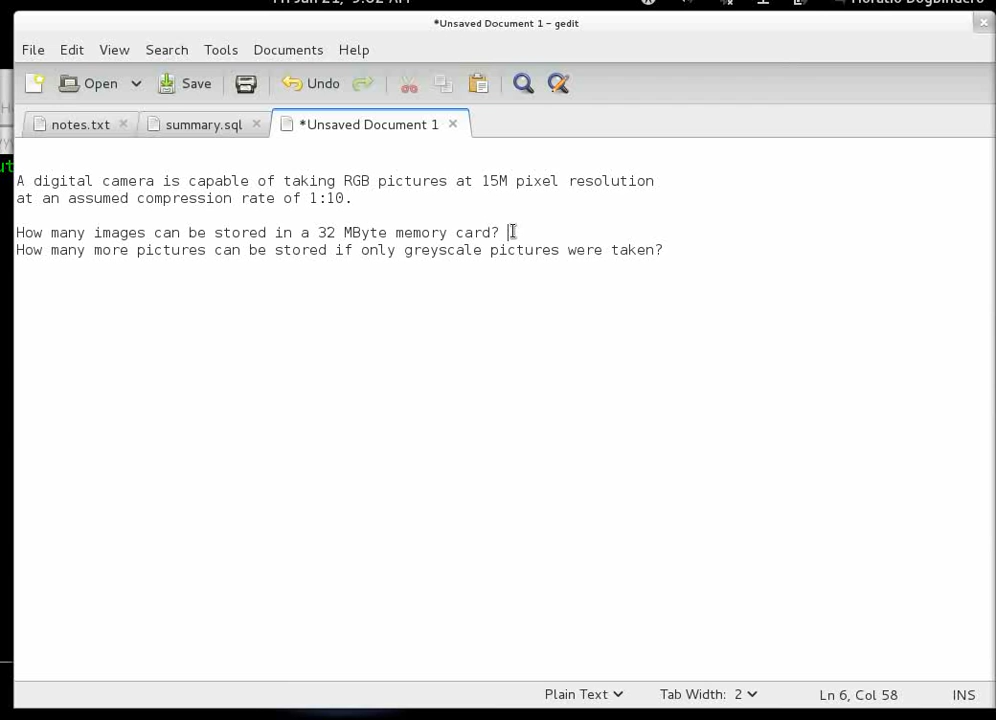 *Unsaved Document 1 – gedit
File Edit View Search Tools Documents Help
Open Save Undo
notes.txt summary.sql *Unsaved Document 1
A digital camera is capable of taking RGB pictures at 15M pixel resolution
at an assumed compression rate of 1:10.
How many images can be stored in a 32 MByte memory card?
How many more pictures can be stored if only greyscale pictures were taken?
Plain Text Tab Width: 2 Ln 6, Col 58 INS